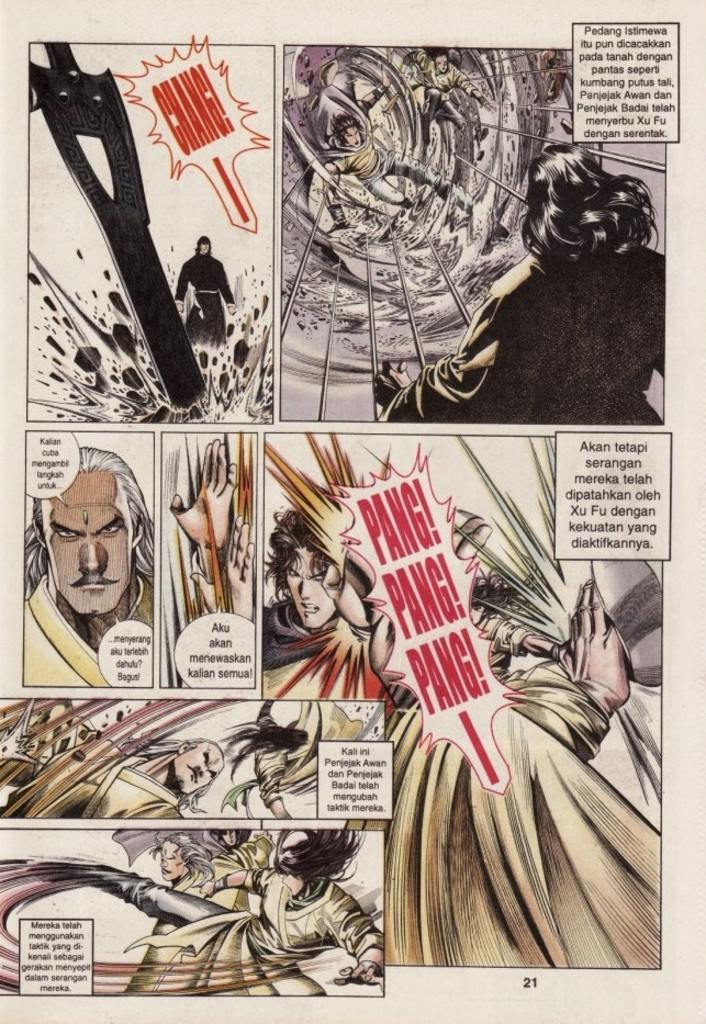 CHANG!
Pedang Istimewa
itu pun dicacakkan
pada tanah dengan
pantas seperti
kumbang putus tali,
Penjejak Awan dan
Penjejak Badai telah
menyerbu Xu Fu
dengan serentak.
Kalian
cuba
mengambil
langkah
untuk...
...menyerang
aku terlebih
dahulu?
Bagus!
Aku
akan
menewaskan
kalian semua!
PANG!
PANG!
PANG!
Akan tetapi
serangan
mereka telah
dipatahkan oleh
Xu Fu dengan
kekuatan yang
diaktifkannya.
Kali ini
Penjejak Awan
dan Penjejak
Badai telah
mengubah
taktik mereka.
Mereka telah
menggunakan
taktik yang di-
kenali sebagai
gerakan menyepit
dalam serangan
mereka.
21